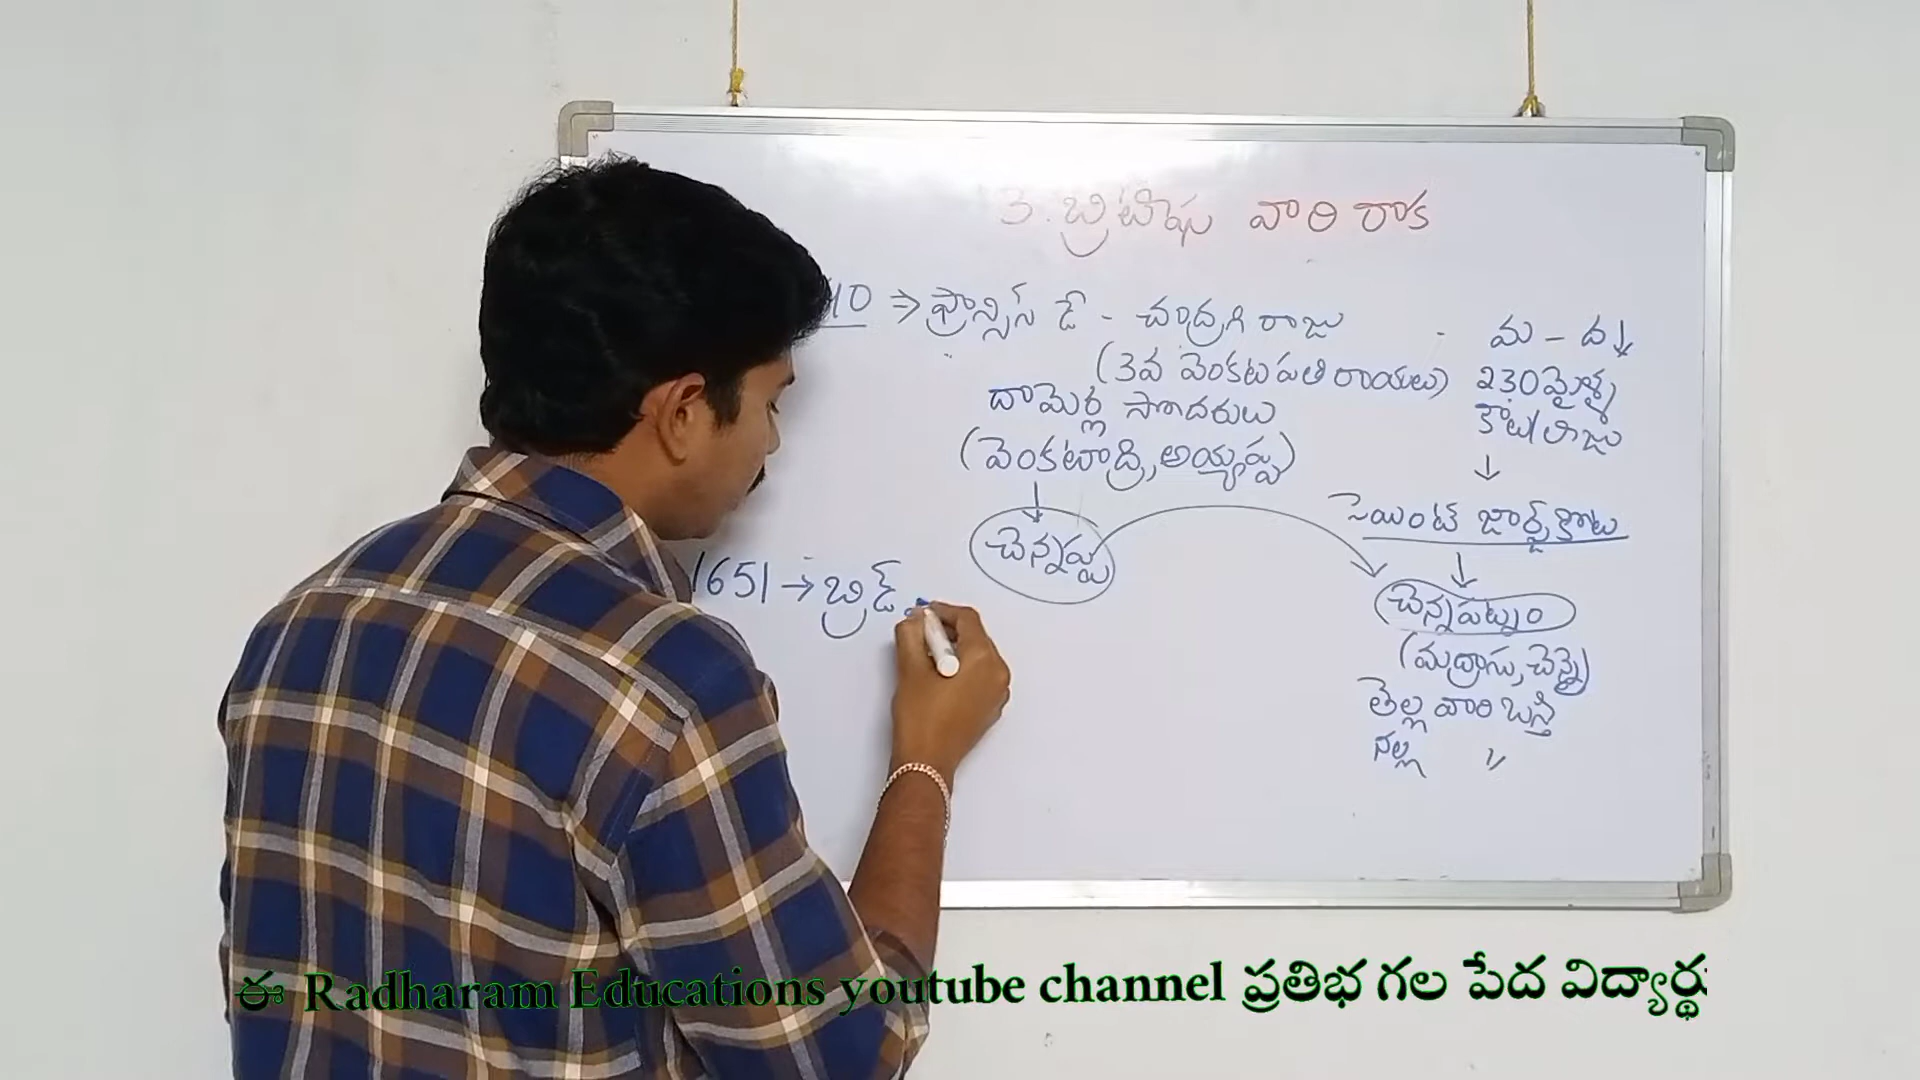 3. బ్రిటిషు వారి రాక
10 ⇒ ఫ్రాన్సిస్ డే - చంద్రగిరి రాజు - మ - ద↓
(3వ వెంకటపతి రాయలు) 230 మైళ్ళ
దామెర్ల సోదరులు కోట/రాజు
(వెంకటాద్రి, అయ్యప్ప) ↓
↓ సెయింట్ జార్జ్ కోట
చెన్నప్ప → ↓
1651 → బ్రిడ్జి చెన్నపట్నం
(మద్రాసు, చెన్నై)
తెల్ల వారి బస్తీ
నల్ల 〃
ఈ Radharam Educations youtube channel ప్రతిభ గల పేద విద్యార్థు